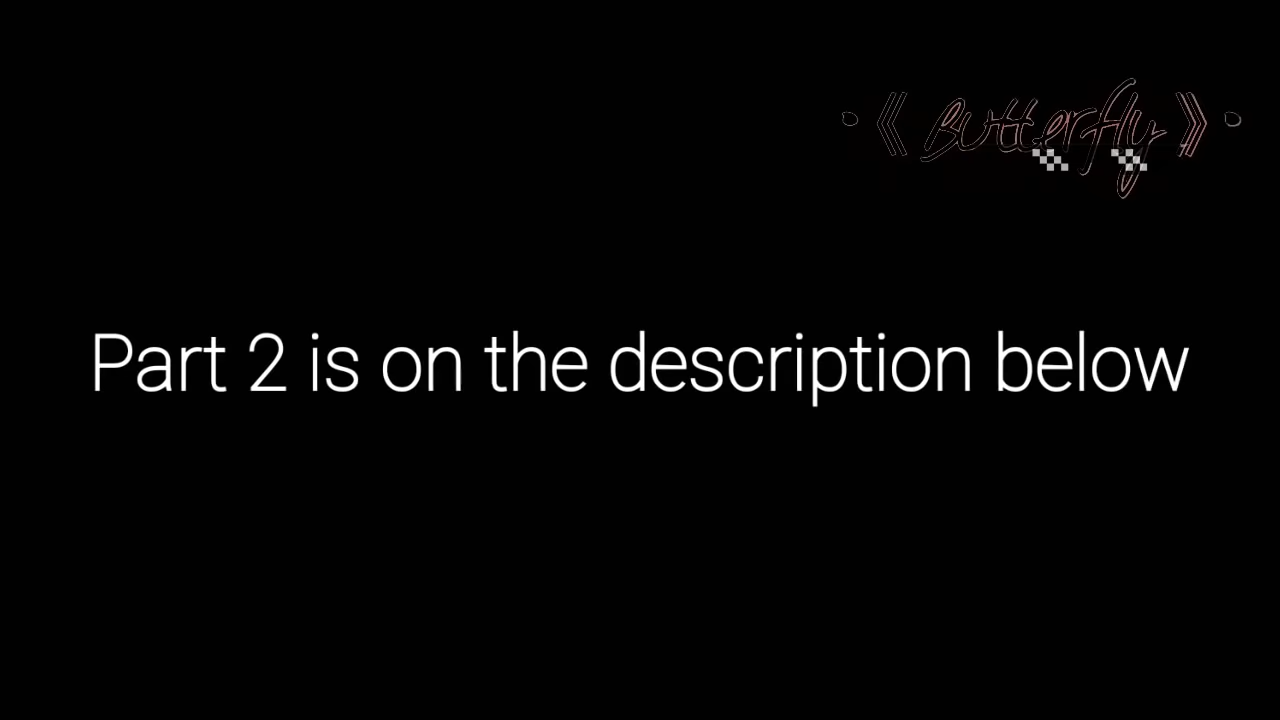 •《 Butterfly 》•
Part 2 is on the description below